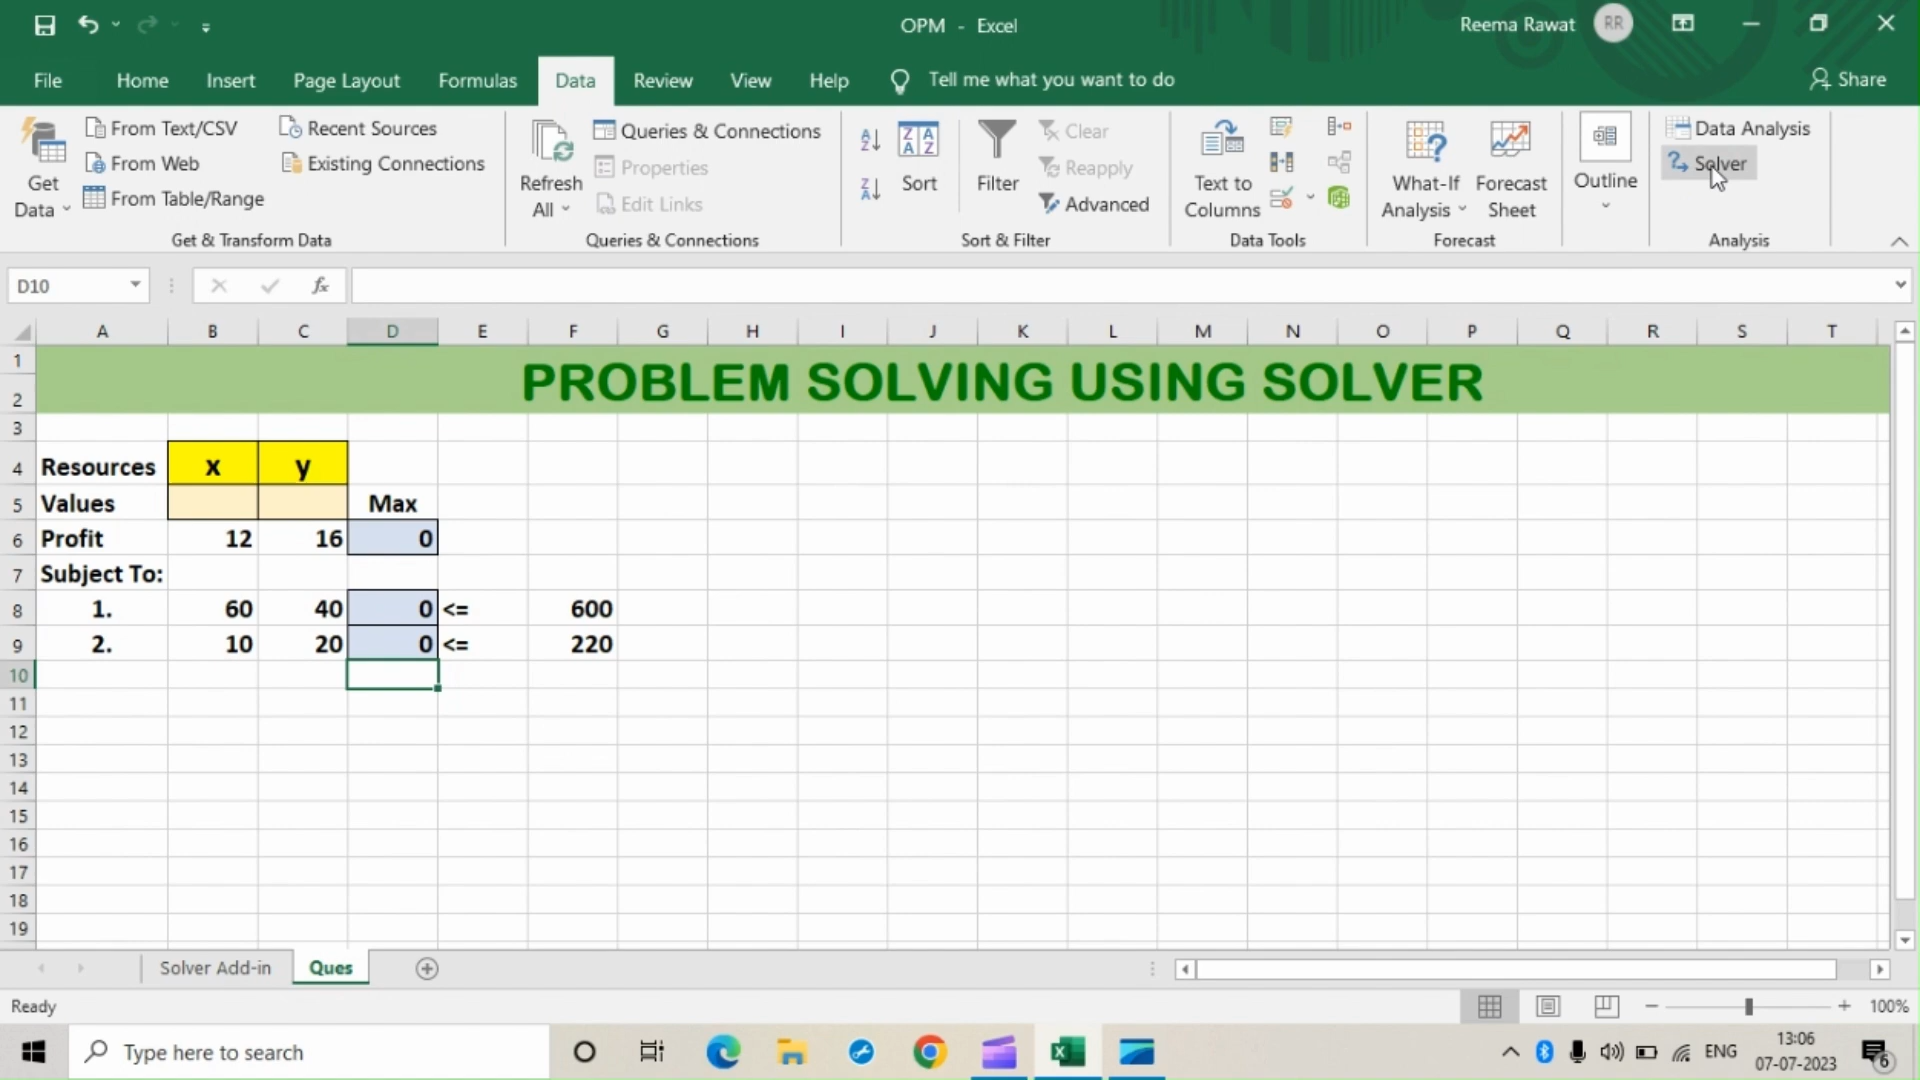 OPM - Excel
Reema Rawat RR
File Home Insert Page Layout Formulas Data Review View Help Tell me what you want to do Share
Get Data
From Text/CSV
From Web
From Table/Range
Recent Sources
Existing Connections
Get & Transform Data
Refresh All
Queries & Connections
Properties
Edit Links
Queries & Connections
Sort
Filter
Clear
Reapply
Advanced
Sort & Filter
Text to Columns
Data Tools
What-If Analysis
Forecast Sheet
Forecast
Outline
Data Analysis
Solver
Analysis
D10 fx
A B C D E F G H I J K L M N O P Q R S T
1
PROBLEM SOLVING USING SOLVER
2
3
4 Resources x y
5 Values Max
6 Profit 12 16 0
7 Subject To:
8 1. 60 40 0 <= 600
9 2. 10 20 0 <= 220
10
11
12
13
14
15
16
17
18
19
Solver Add-in Ques
Ready 100%
Type here to search
ENG
13:06
07-07-2023
6